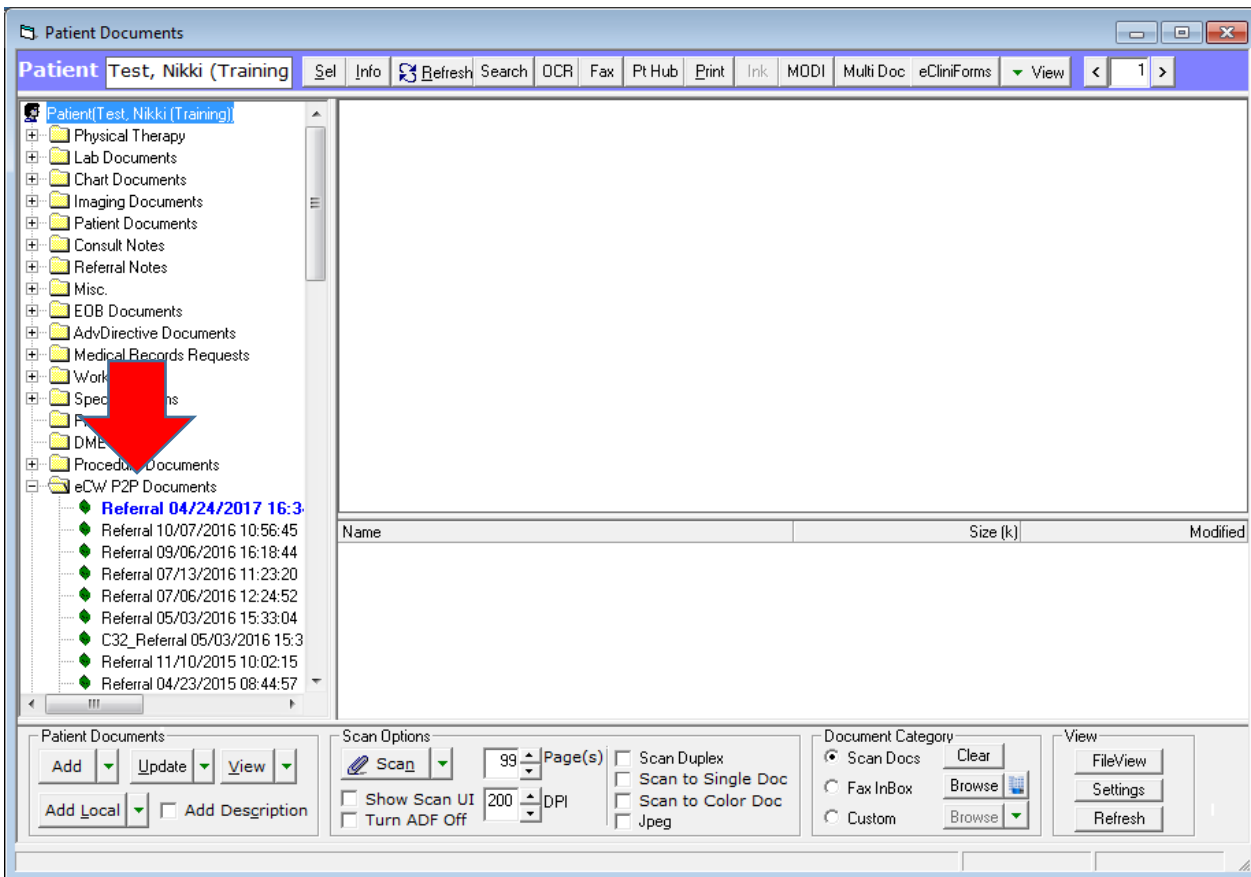 Patient Documents
Patient Test, Nikki (Training Sel Info Refresh Search OCR Fax Pt Hub Print Ink MODI Multi Doc eCliniForms View < 1 >
Patient(Test, Nikki (Training))
Physical Therapy
Lab Documents
Chart Documents
Imaging Documents
Patient Documents
Consult Notes
Referral Notes
Misc.
EOB Documents
AdvDirective Documents
Medical Records Requests
Work
DME
Documents
eCW P2P Documents
Referral 04/24/2017 16:3
Referral 10/07/2016 10:56:45
Referral 09/06/2016 16:18:44
Referral 07/13/2016 11:23:20
Referral 07/06/2016 12:24:52
Referral 05/03/2016 15:33:04
C32_Referral 05/03/2016 15:3
Referral 11/10/2015 10:02:15
Referral 04/23/2015 08:44:57
Name Size (k) Modified
Patient Documents
Add Update View
Add Local Add Description
Scan Options
Scan 99 Page(s)
Show Scan UI 200 DPI
Turn ADF Off
Scan Duplex
Scan to Single Doc
Scan to Color Doc
Jpeg
Document Category
Scan Docs Clear
Fax InBox Browse
Custom Browse
View
FileView
Settings
Refresh